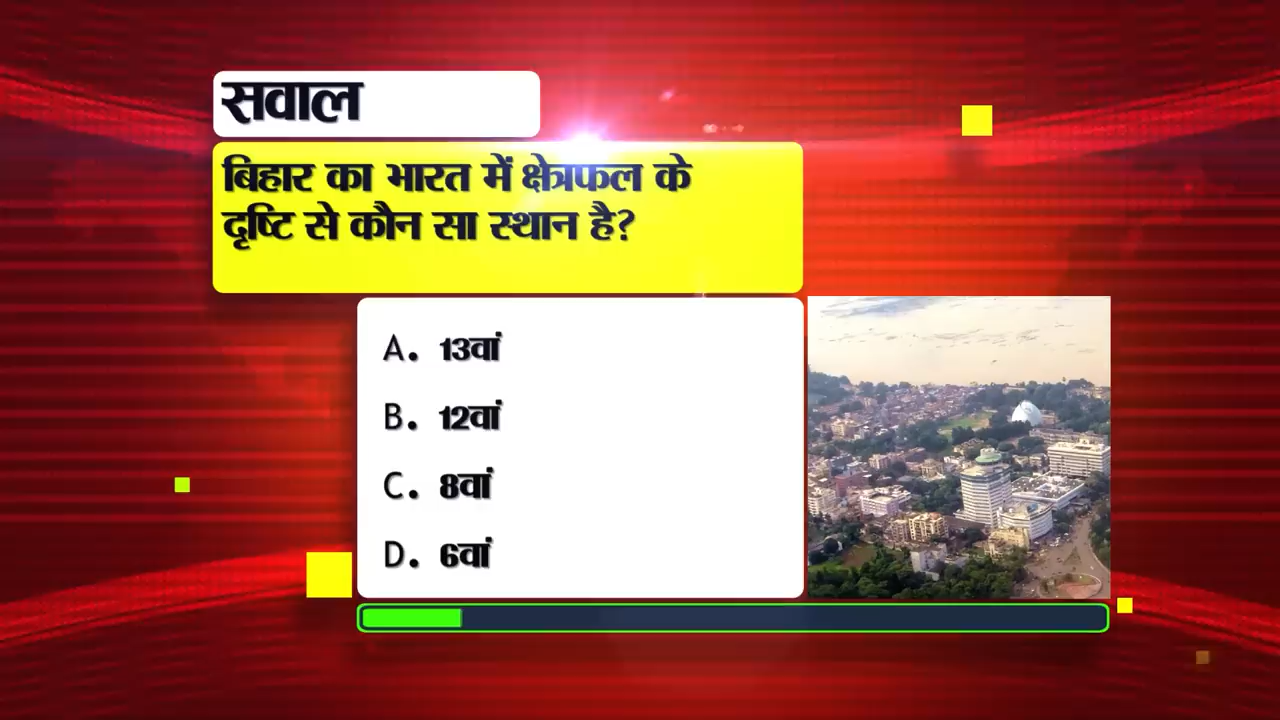 सवाल
बिहार का भारत में क्षेत्रफल के
दृष्टि से कौन सा स्थान है?
A. 13वां
B. 12वां
C. 8वां
D. 6वां